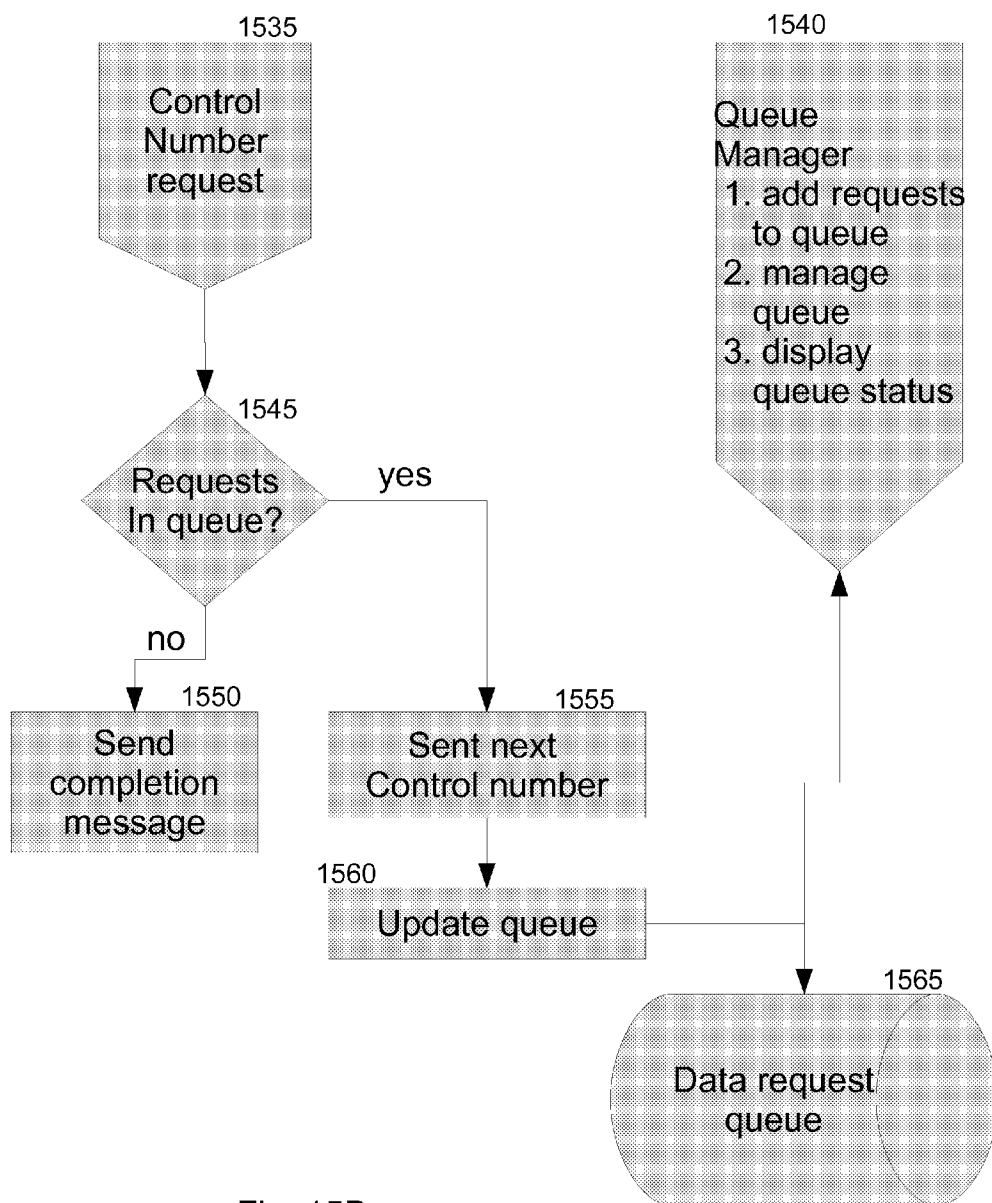 1535
Control
Number
request
1540
Queue
Manager
1. add requests
to queue
2. manage
queue
3. display
queue status
1545
Requests
In queue?
yes
no
1550
Send
completion
message
1555
Sent next
Control number
1560
Update queue
1565
Data request
queue